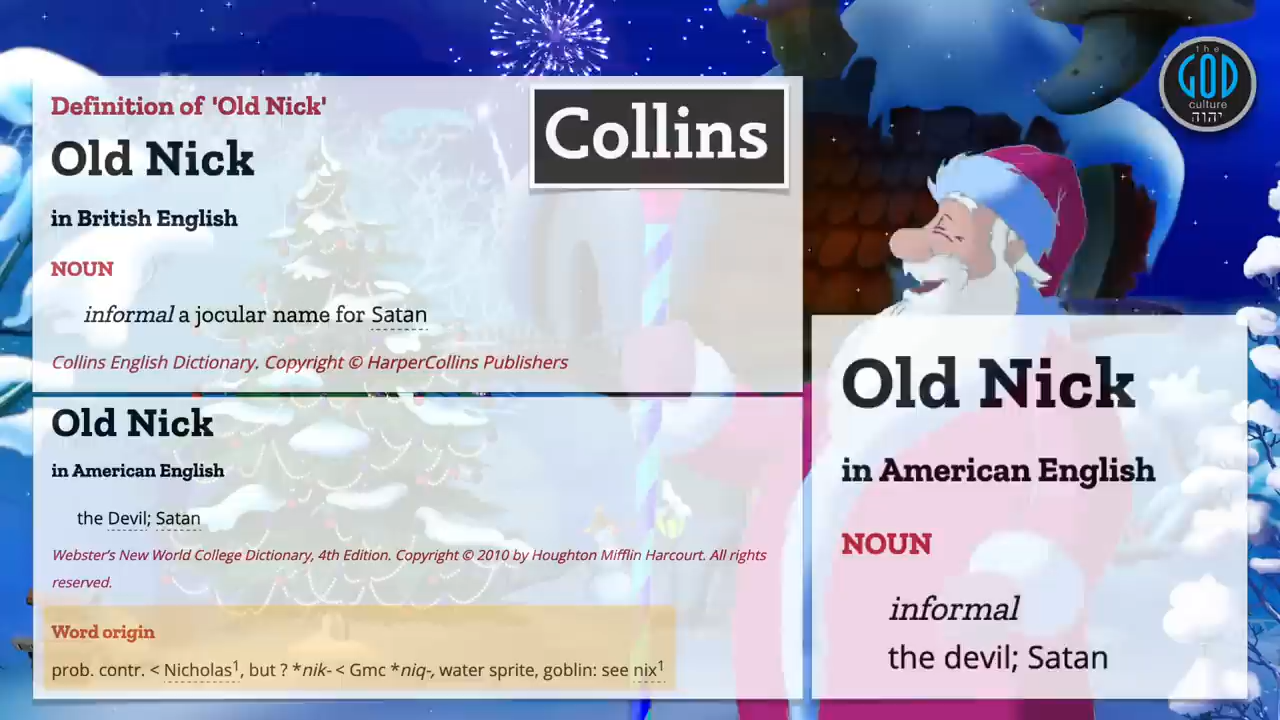 the
GOD
culture
יהוה
Definition of 'Old Nick'
Collins
Old Nick
in British English
NOUN
informal a jocular name for Satan
Collins English Dictionary. Copyright © HarperCollins Publishers
Old Nick
in American English
the Devil; Satan
Webster's New World College Dictionary, 4th Edition. Copyright © 2010 by Houghton Mifflin Harcourt. All rights
reserved.
Word origin
prob. contr. < Nicholas¹, but ? *nik- < Gmc *niq-, water sprite, goblin: see nix¹
Old Nick
in American English
NOUN
informal
the devil; Satan